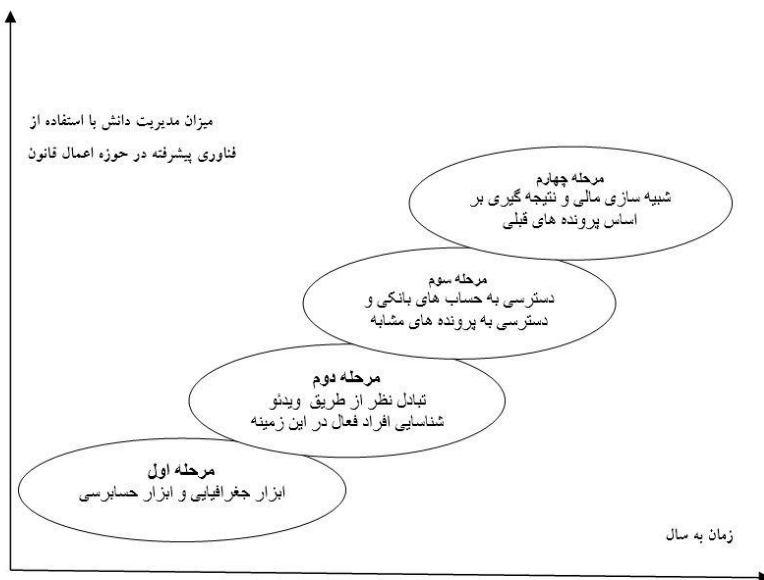 میزان مدیریت دانش با استفاده از
فناوری پیشرفته در حوزه اعمال قانون
مرحله چهارم
شبیه سازی مالی و نتیجه گیری بر
اساس پرونده های قبلی
مرحله سوم
دسترسی به حساب های بانکی و
دسترسی به پرونده های مشابه
مرحله دوم
تبادل نظر از طریق ویدئو
شناسایی افراد فعال در این زمینه
مرحله اول
ابزار جغرافیایی و ابزار حسابرسی
زمان به سال